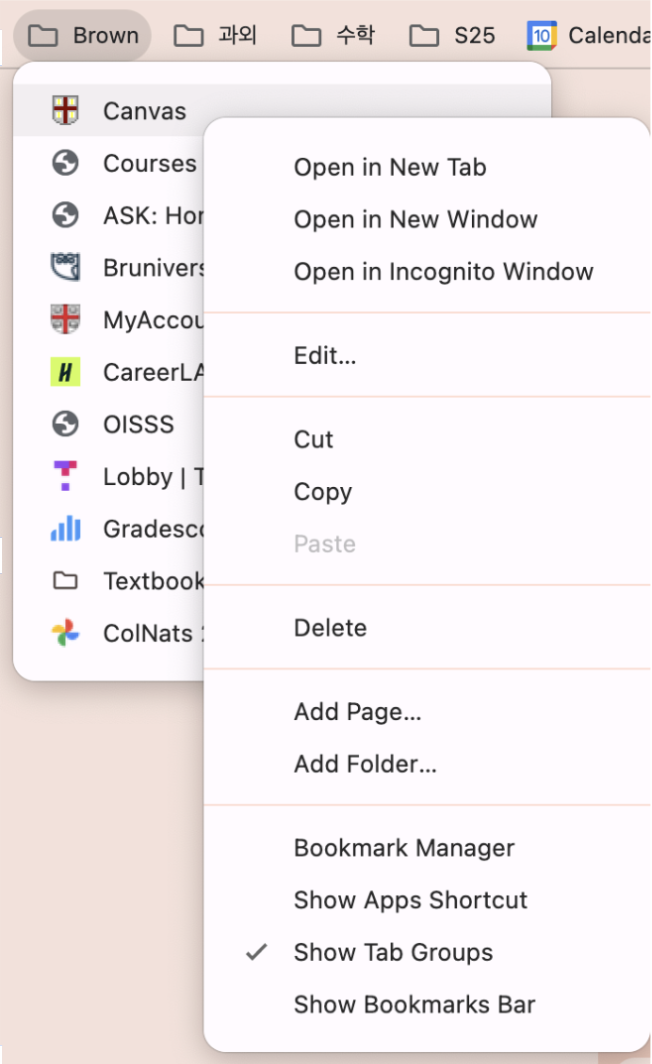 Brown 과외 수학 S25 10 Calenda
Canvas
Courses
ASK: Hor
Brunivers
MyAccou
H CareerLA
OISSS
Lobby | T
Gradesco
Textbook
ColNats
Open in New Tab
Open in New Window
Open in Incognito Window
Edit...
Cut
Copy
Paste
Delete
Add Page...
Add Folder...
Bookmark Manager
Show Apps Shortcut
Show Tab Groups
Show Bookmarks Bar